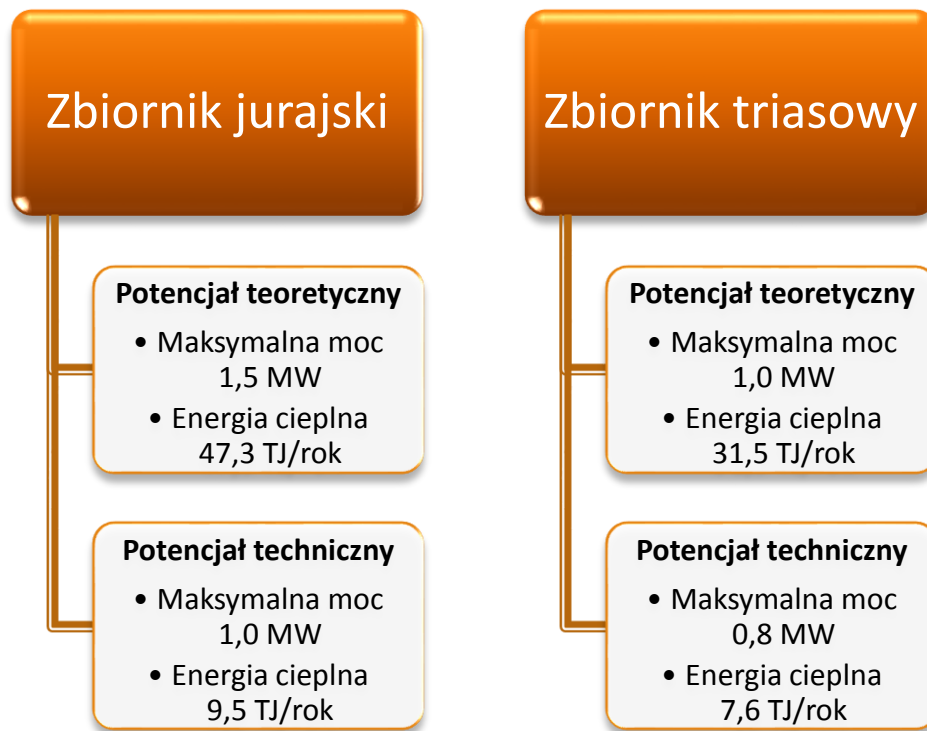 Zbiornik jurajski
Potencjał teoretyczny
• Maksymalna moc
1,5 MW
• Energia cieplna
47,3 TJ/rok
Potencjał techniczny
• Maksymalna moc
1,0 MW
• Energia cieplna
9,5 TJ/rok
Zbiornik triasowy
Potencjał teoretyczny
• Maksymalna moc
1,0 MW
• Energia cieplna
31,5 TJ/rok
Potencjał techniczny
• Maksymalna moc
0,8 MW
• Energia cieplna
7,6 TJ/rok